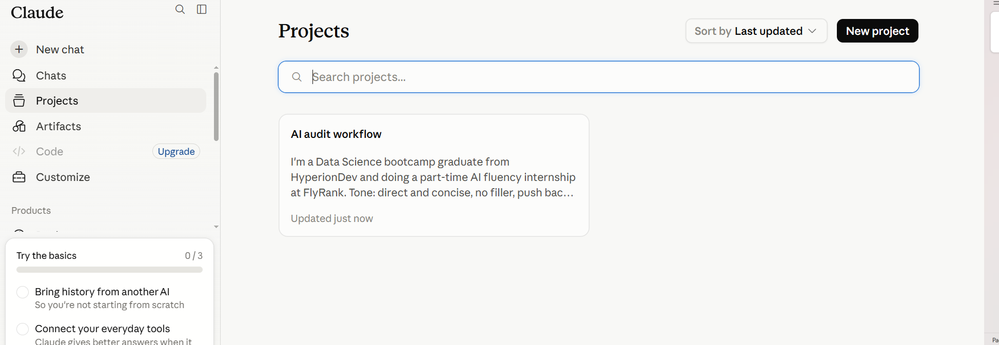 Claude
New chat
Chats
Projects
Artifacts
Code
Upgrade
Customize
Products
Try the basics
0 / 3
Bring history from another AI
So you're not starting from scratch
Connect your everyday tools
Claude gives better answers when it
Projects
Sort by Last updated
New project
Search projects...
AI audit workflow
I'm a Data Science bootcamp graduate from
HyperionDev and doing a part-time AI fluency internship
at FlyRank. Tone: direct and concise, no filler, push bac...
Updated just now